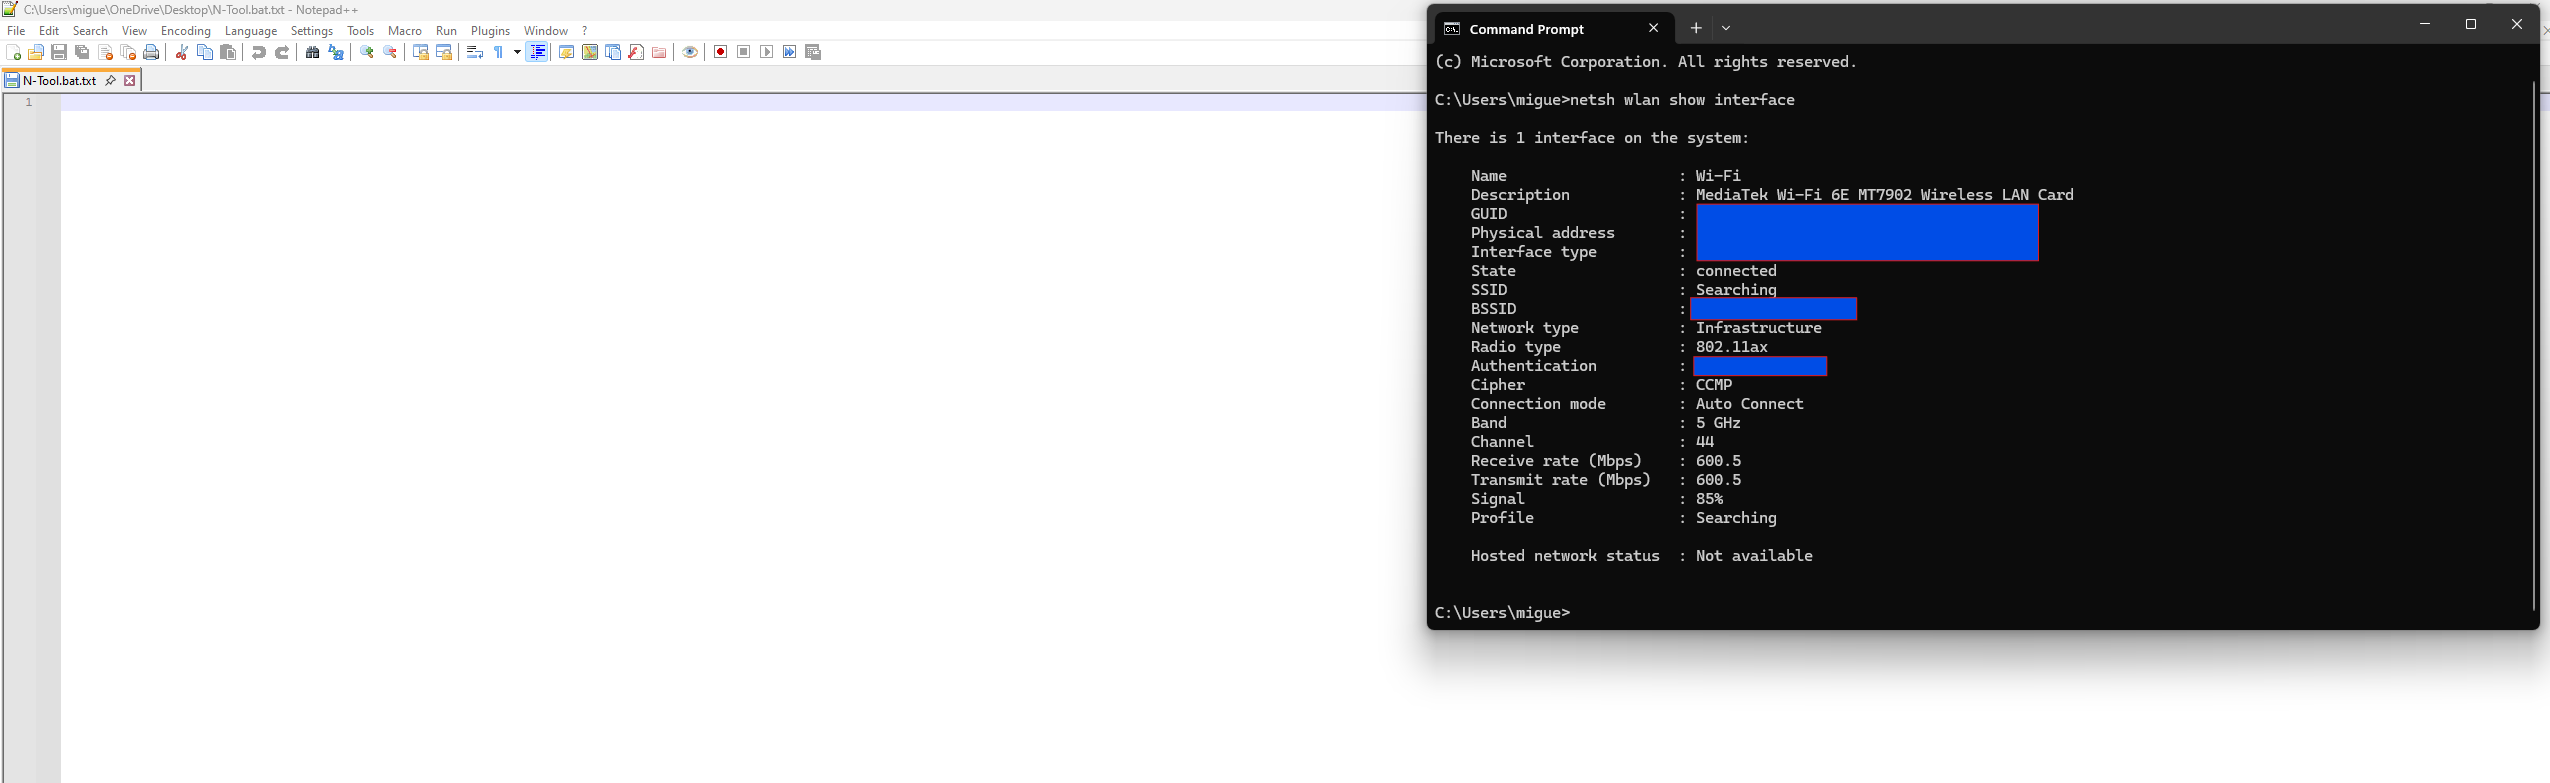 C:\Users\migue\OneDrive\Desktop\N-Tool.bat.txt - Notepad++
File Edit Search View Encoding Language Settings Tools Macro Run Plugins Window ?
N-Tool.bat.txt
1
Command Prompt
(c) Microsoft Corporation. All rights reserved.
C:\Users\migue>netsh wlan show interface
There is 1 interface on the system:
Name : Wi-Fi
Description : MediaTek Wi-Fi 6E MT7902 Wireless LAN Card
GUID :
Physical address :
Interface type :
State : connected
SSID : Searching
BSSID :
Network type : Infrastructure
Radio type : 802.11ax
Authentication :
Cipher : CCMP
Connection mode : Auto Connect
Band : 5 GHz
Channel : 44
Receive rate (Mbps) : 600.5
Transmit rate (Mbps) : 600.5
Signal : 85%
Profile : Searching
Hosted network status : Not available
C:\Users\migue>